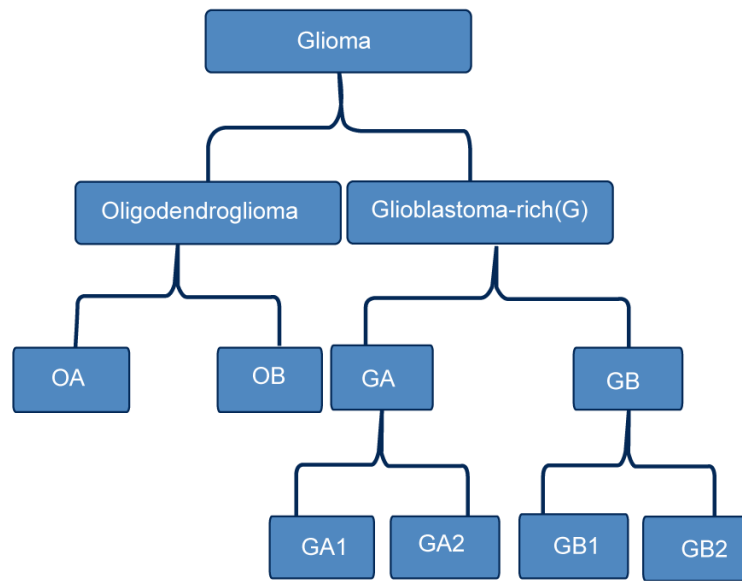 Glioma
Oligodendroglioma
Glioblastoma-rich(G)
OA
OB
GA
GB
GA1
GA2
GB1
GB2